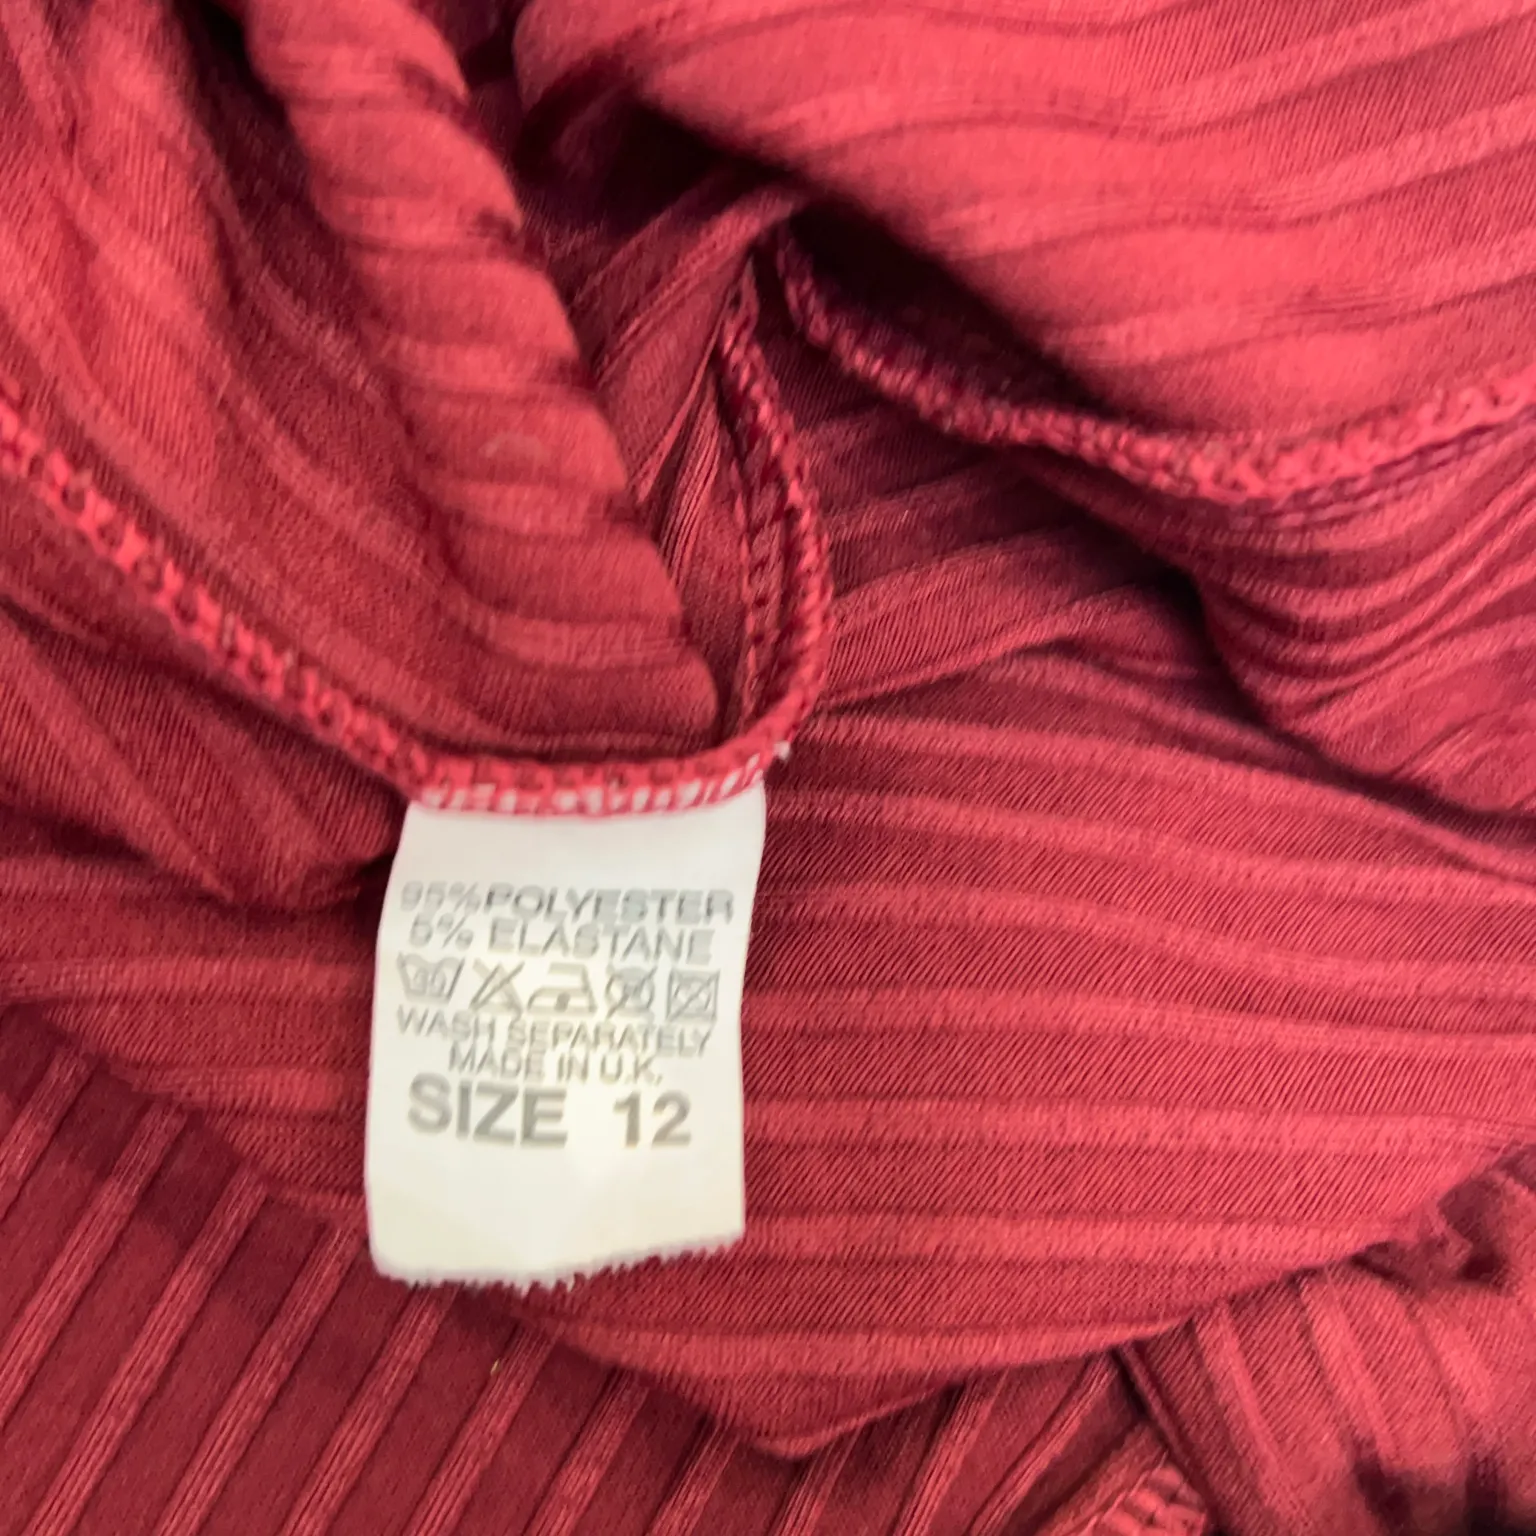 95% POLYESTER
5% ELASTANE
WASH SEPARATELY
MADE IN U.K.
SIZE 12